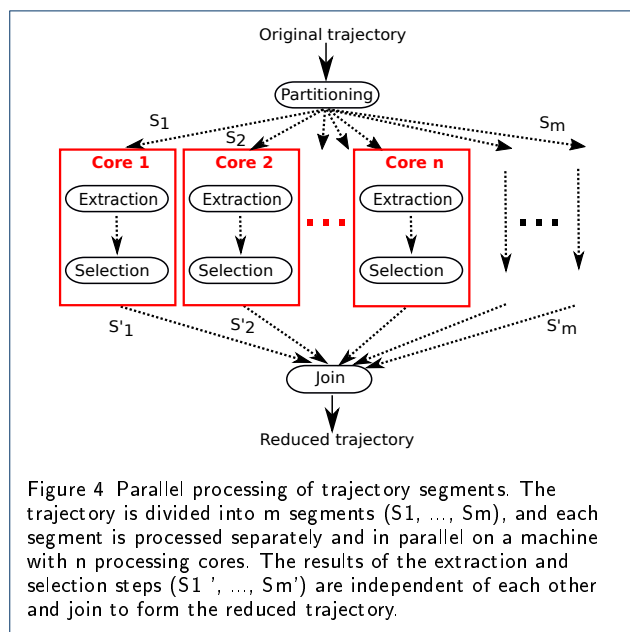 Original trajectory
Partitioning
S1
S2
Sm
Core 1
Core 2
Core n
Extraction
Extraction
Extraction
Selection
Selection
Selection
S'1
S'2
S'm
Join
Reduced trajectory
Figure 4 Parallel processing of trajectory segments. The
trajectory is divided into m segments (S1, ..., Sm), and each
segment is processed separately and in parallel on a machine
with n processing cores. The results of the extraction and
selection steps (S1 ', ..., Sm') are independent of each other
and join to form the reduced trajectory.